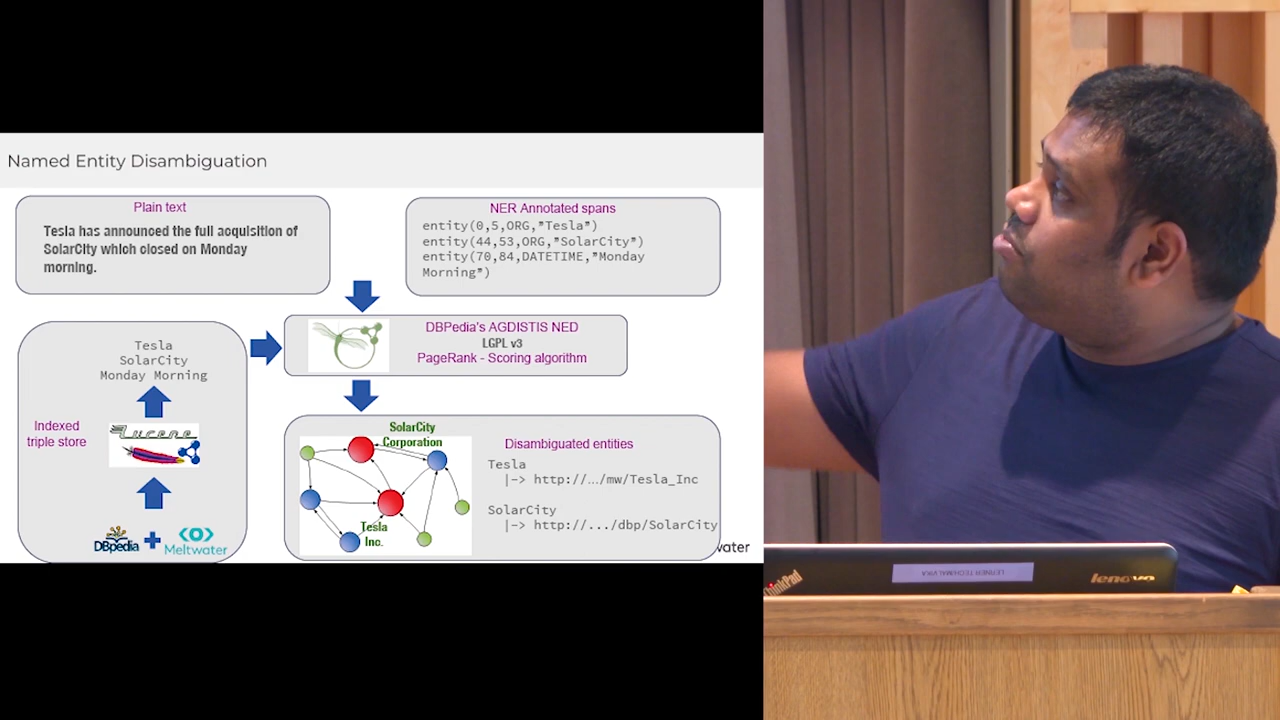 Named Entity Disambiguation
Plain text
Tesla has announced the full acquisition of
SolarCity which closed on Monday
morning.
NER Annotated spans
entity(0,5,ORG,"Tesla")
entity(44,53,ORG,"SolarCity")
entity(70,84,DATETIME,"Monday
Morning")
DBPedia's AGDISTIS NED
LGPL v3
PageRank - Scoring algorithm
Tesla
SolarCity
Monday Morning
Indexed
triple store
Lucene
DBpedia
Meltwater
SolarCity
Corporation
Tesla
Inc.
Disambiguated entities
Tesla
|-> http://.../mw/Tesla_Inc
SolarCity
|-> http://.../dbp/SolarCity
water
ThinkPad
LERNER TECH/MALVIKA
lenovo